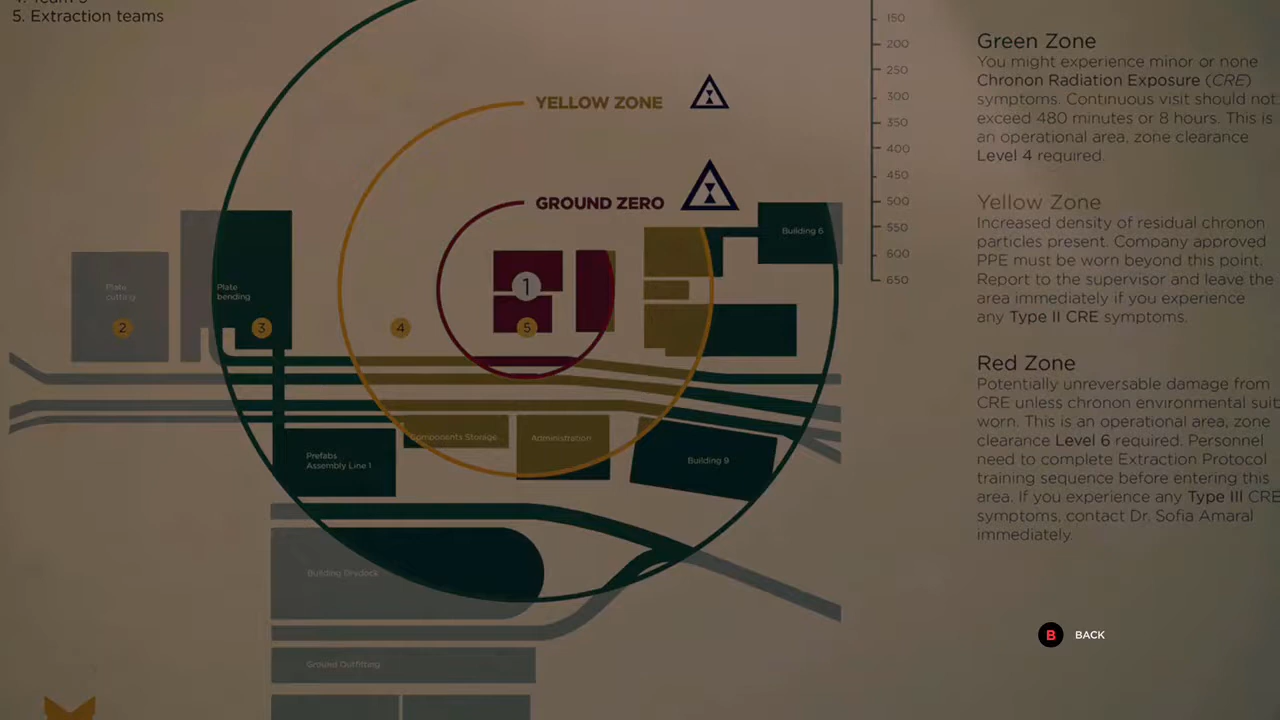 5. Extraction teams
YELLOW ZONE
GROUND ZERO
1
Plate
cutting
2
Plate
bending
3
4
5
Building 6
Components Storage
Administration
Prefabs
Assembly Line 1
Building 9
Building Drydock
Ground Outfitting
150
200
250
300
350
400
450
500
550
600
650
Green Zone
You might experience minor or none
Chronon Radiation Exposure (CRE)
symptoms. Continuous visit should not
exceed 480 minutes or 8 hours. This is
an operational area, zone clearance
Level 4 required.
Yellow Zone
Increased density of residual chronon
particles present. Company approved
PPE must be worn beyond this point.
Report to the supervisor and leave the
area immediately if you experience
any Type II CRE symptoms.
Red Zone
Potentially unreversable damage from
CRE unless chronon environmental suit
worn. This is an operational area, zone
clearance Level 6 required. Personnel
need to complete Extraction Protocol
training sequence before entering this
area. If you experience any Type III CRE
symptoms, contact Dr. Sofia Amaral
immediately.
B BACK